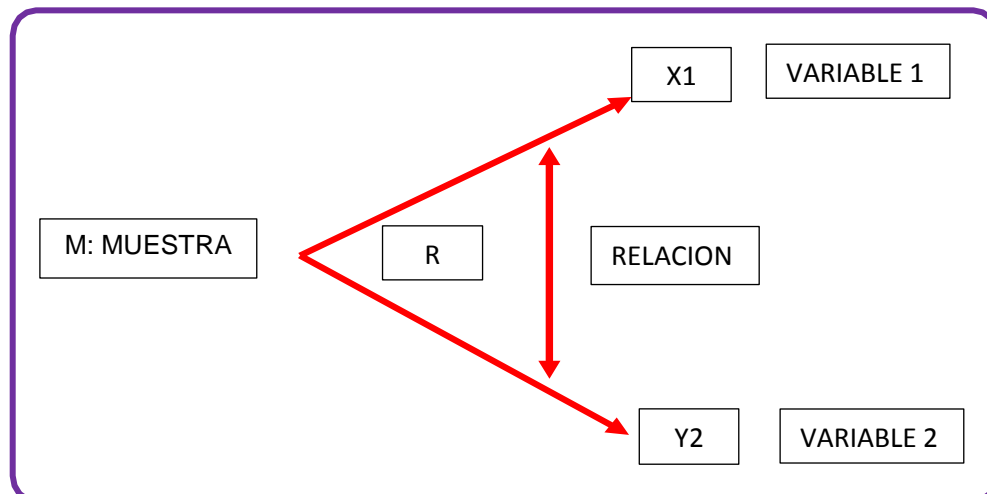 X1
VARIABLE 1
M: MUESTRA
R
RELACION
Y2
VARIABLE 2